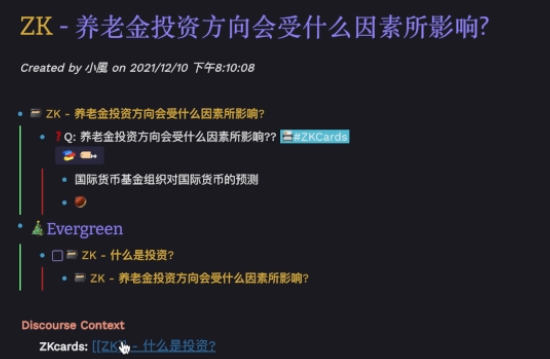 ZK - 养老金投资方向会受什么因素所影响?
Created by 小風 on 2021/12/10 下午8:10:08
ZK - 养老金投资方向会受什么因素所影响?
Q: 养老金投资方向会受什么因素所影响?? #ZKCards
国际货币基金组织对国际货币的预测
Evergreen
ZK - 什么是投资?
ZK - 养老金投资方向会受什么因素所影响?
Discourse Context
ZKcards: [[ZK]] - 什么是投资?